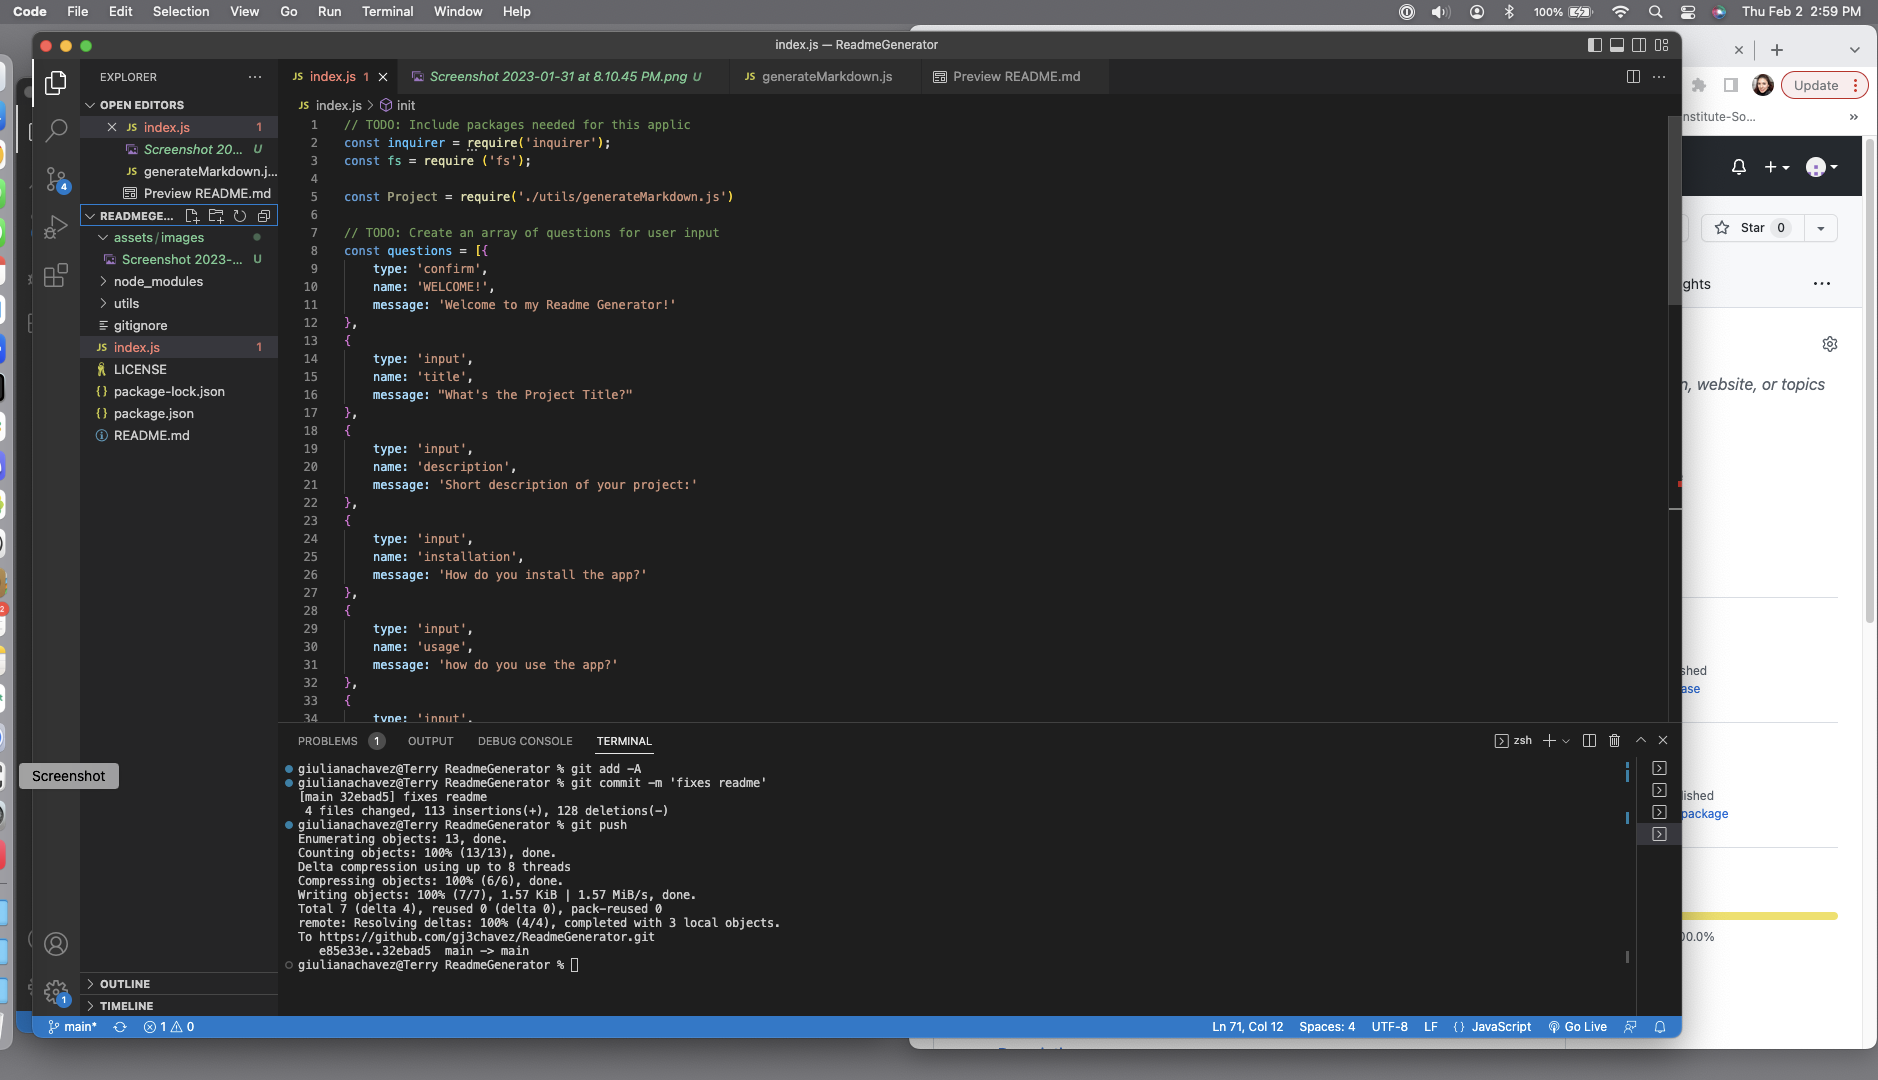 Code File Edit Selection View Go Run Terminal Window Help 100% Thu Feb 2 2:59 PM
index.js — ReadmeGenerator
EXPLORER
OPEN EDITORS
JS index.js 1
Screenshot 20... U
JS generateMarkdown.j...
Preview README.md
READMEGE...
assets/images
Screenshot 2023-... U
node_modules
utils
gitignore
JS index.js 1
LICENSE
{} package-lock.json
{} package.json
README.md
OUTLINE
TIMELINE
4
1
Screenshot
JS index.js 1 Screenshot 2023-01-31 at 8.10.45 PM.png U JS generateMarkdown.js Preview README.md
JS index.js > init
1 // TODO: Include packages needed for this applic
2 const inquirer = require('inquirer');
3 const fs = require ('fs');
4
5 const Project = require('./utils/generateMarkdown.js')
6
7 // TODO: Create an array of questions for user input
8 const questions = [{
9 type: 'confirm',
10 name: 'WELCOME!',
11 message: 'Welcome to my Readme Generator!'
12 },
13 {
14 type: 'input',
15 name: 'title',
16 message: "What's the Project Title?"
17 },
18 {
19 type: 'input',
20 name: 'description',
21 message: 'Short description of your project:'
22 },
23 {
24 type: 'input',
25 name: 'installation',
26 message: 'How do you install the app?'
27 },
28 {
29 type: 'input',
30 name: 'usage',
31 message: 'how do you use the app?'
32 },
33 {
34 type: 'input',
PROBLEMS 1 OUTPUT DEBUG CONSOLE TERMINAL zsh
giulianachavez@Terry ReadmeGenerator % git add -A
giulianachavez@Terry ReadmeGenerator % git commit -m 'fixes readme'
[main 32ebad5] fixes readme
4 files changed, 113 insertions(+), 128 deletions(-)
giulianachavez@Terry ReadmeGenerator % git push
Enumerating objects: 13, done.
Counting objects: 100% (13/13), done.
Delta compression using up to 8 threads
Compressing objects: 100% (6/6), done.
Writing objects: 100% (7/7), 1.57 KiB | 1.57 MiB/s, done.
Total 7 (delta 4), reused 0 (delta 0), pack-reused 0
remote: Resolving deltas: 100% (4/4), completed with 3 local objects.
To https://github.com/gj3chavez/ReadmeGenerator.git
e85e33e..32ebad5 main -> main
giulianachavez@Terry ReadmeGenerator %
main* 1 0 Ln 71, Col 12 Spaces: 4 UTF-8 LF {} JavaScript Go Live
Update
nstitute-So...
Star 0
ghts
n, website, or topics
shed
ase
ished
package
00.0%